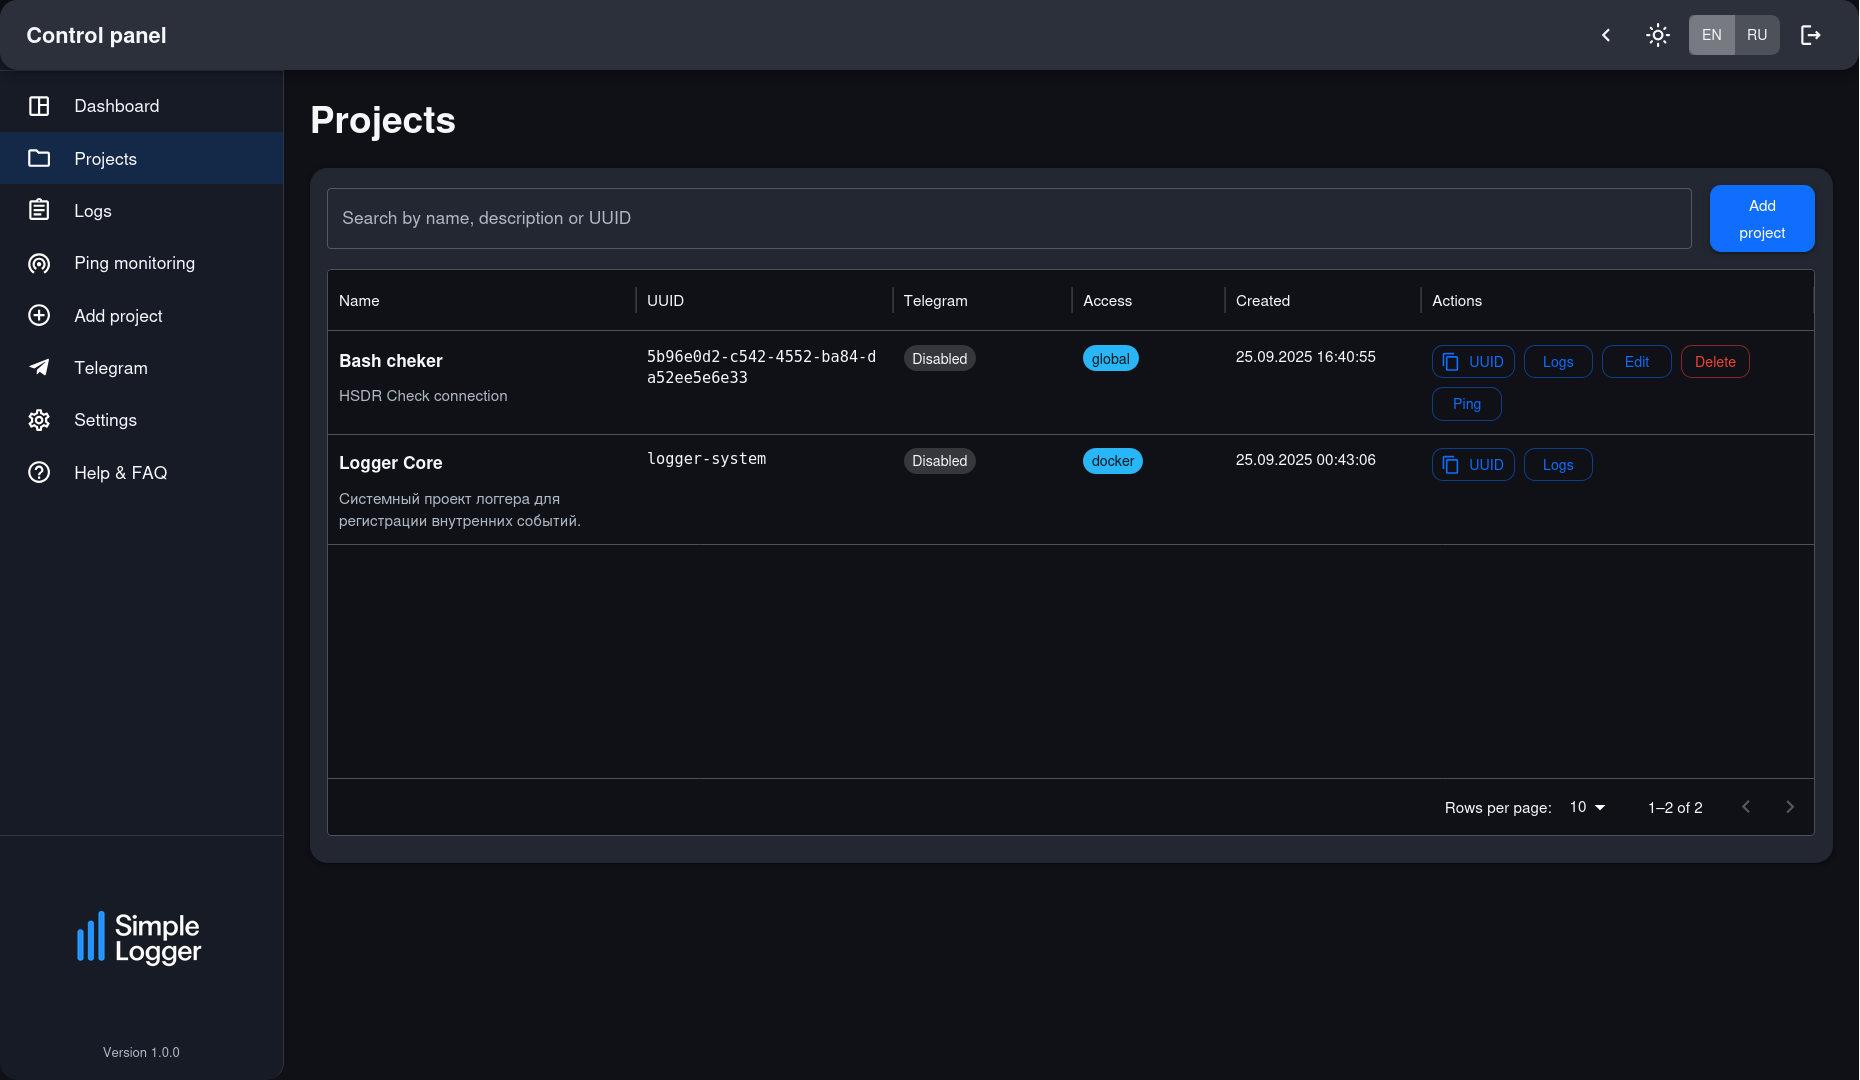 Control panel
EN
RU
Dashboard
Projects
Logs
Ping monitoring
Add project
Telegram
Settings
Help & FAQ
Simple
Logger
Version 1.0.0
Projects
Search by name, description or UUID
Add
project
Name
UUID
Telegram
Access
Created
Actions
Bash cheker
HSDR Check connection
5b96e0d2-c542-4552-ba84-d
a52ee5e6e33
Disabled
global
25.09.2025 16:40:55
UUID
Logs
Edit
Delete
Ping
Logger Core
Системный проект логгера для
регистрации внутренних событий.
logger-system
Disabled
docker
25.09.2025 00:43:06
UUID
Logs
Rows per page:
10
1–2 of 2